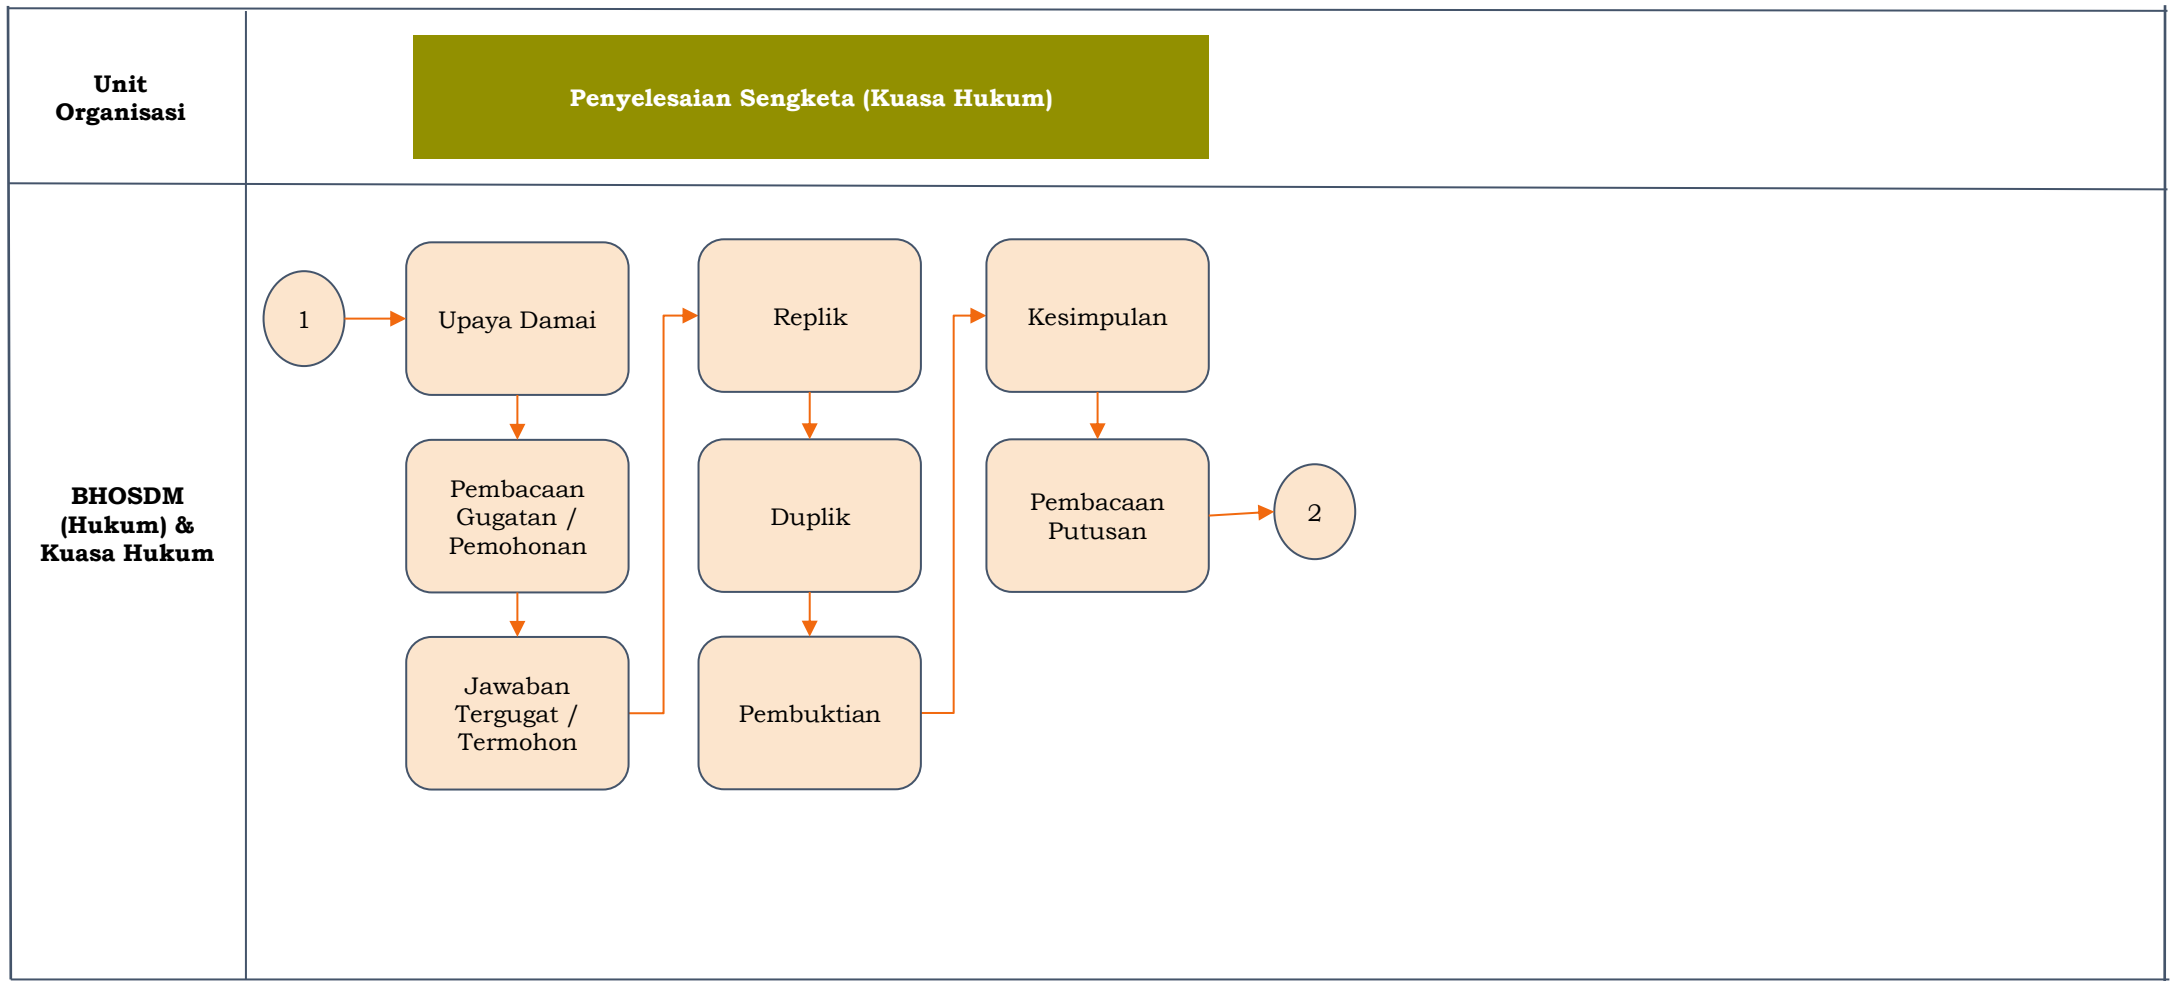 Unit
Organisasi
Penyelesaian Sengketa (Kuasa Hukum)
BHOSDM
(Hukum) &
Kuasa Hukum
1
Upaya Damai
Pembacaan
Gugatan /
Pemohonan
Jawaban
Tergugat /
Termohon
Replik
Duplik
Pembuktian
Kesimpulan
Pembacaan
Putusan
2